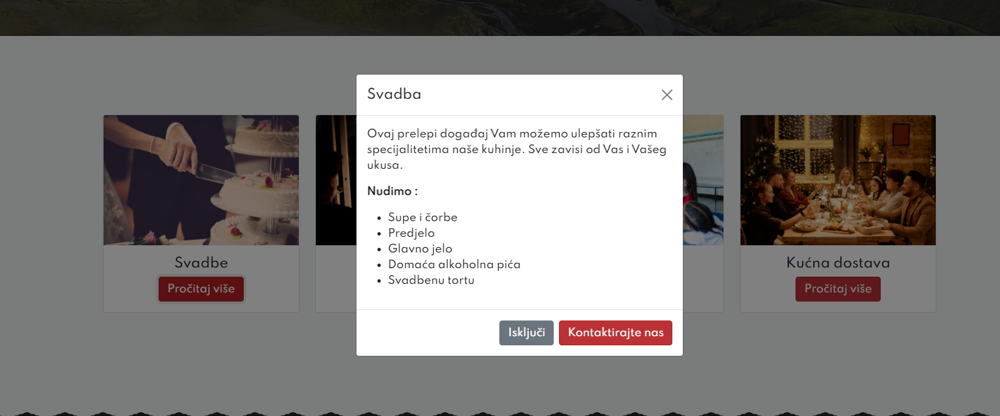 Svadba
Ovaj prelepi događaj Vam možemo ulepšati raznim
specijalitetima naše kuhinje. Sve zavisi od Vas i Vašeg
ukusa.
Nudimo :
Supe i čorbe
Predjelo
Glavno jelo
Domaća alkoholna pića
Svadbenu tortu
Isključi
Kontaktirajte nas
Svadbe
Pročitaj više
Kućna dostava
Pročitaj više